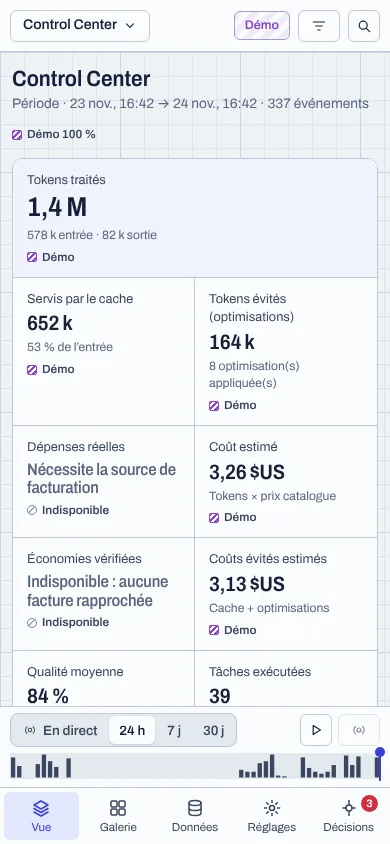 Control Center
Démo
Control Center
Période · 23 nov., 16:42 → 24 nov., 16:42 · 337 événements
Démo 100 %
Tokens traités
1,4 M
578 k entrée · 82 k sortie
Démo
Servis par le cache
652 k
53 % de l'entrée
Démo
Tokens évités
(optimisations)
164 k
8 optimisation(s)
appliquée(s)
Démo
Dépenses réelles
Nécessite la source de
facturation
Indisponible
Coût estimé
3,26 $US
Tokens × prix catalogue
Démo
Économies vérifiées
Indisponible : aucune
facture rapprochée
Indisponible
Coûts évités estimés
3,13 $US
Cache + optimisations
Démo
Qualité moyenne
84 %
Tâches exécutées
39
En direct
24 h
7 j
30 j
Vue
Galerie
Données
Réglages
3
Décisions